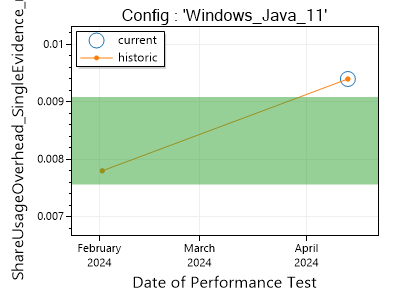 Config : 'Windows_Java_11'
current
historic
0.01
0.009
0.008
0.007
ShareUsageOverhead_SingleEvidence_
February
2024
March
2024
April
2024
Date of Performance Test